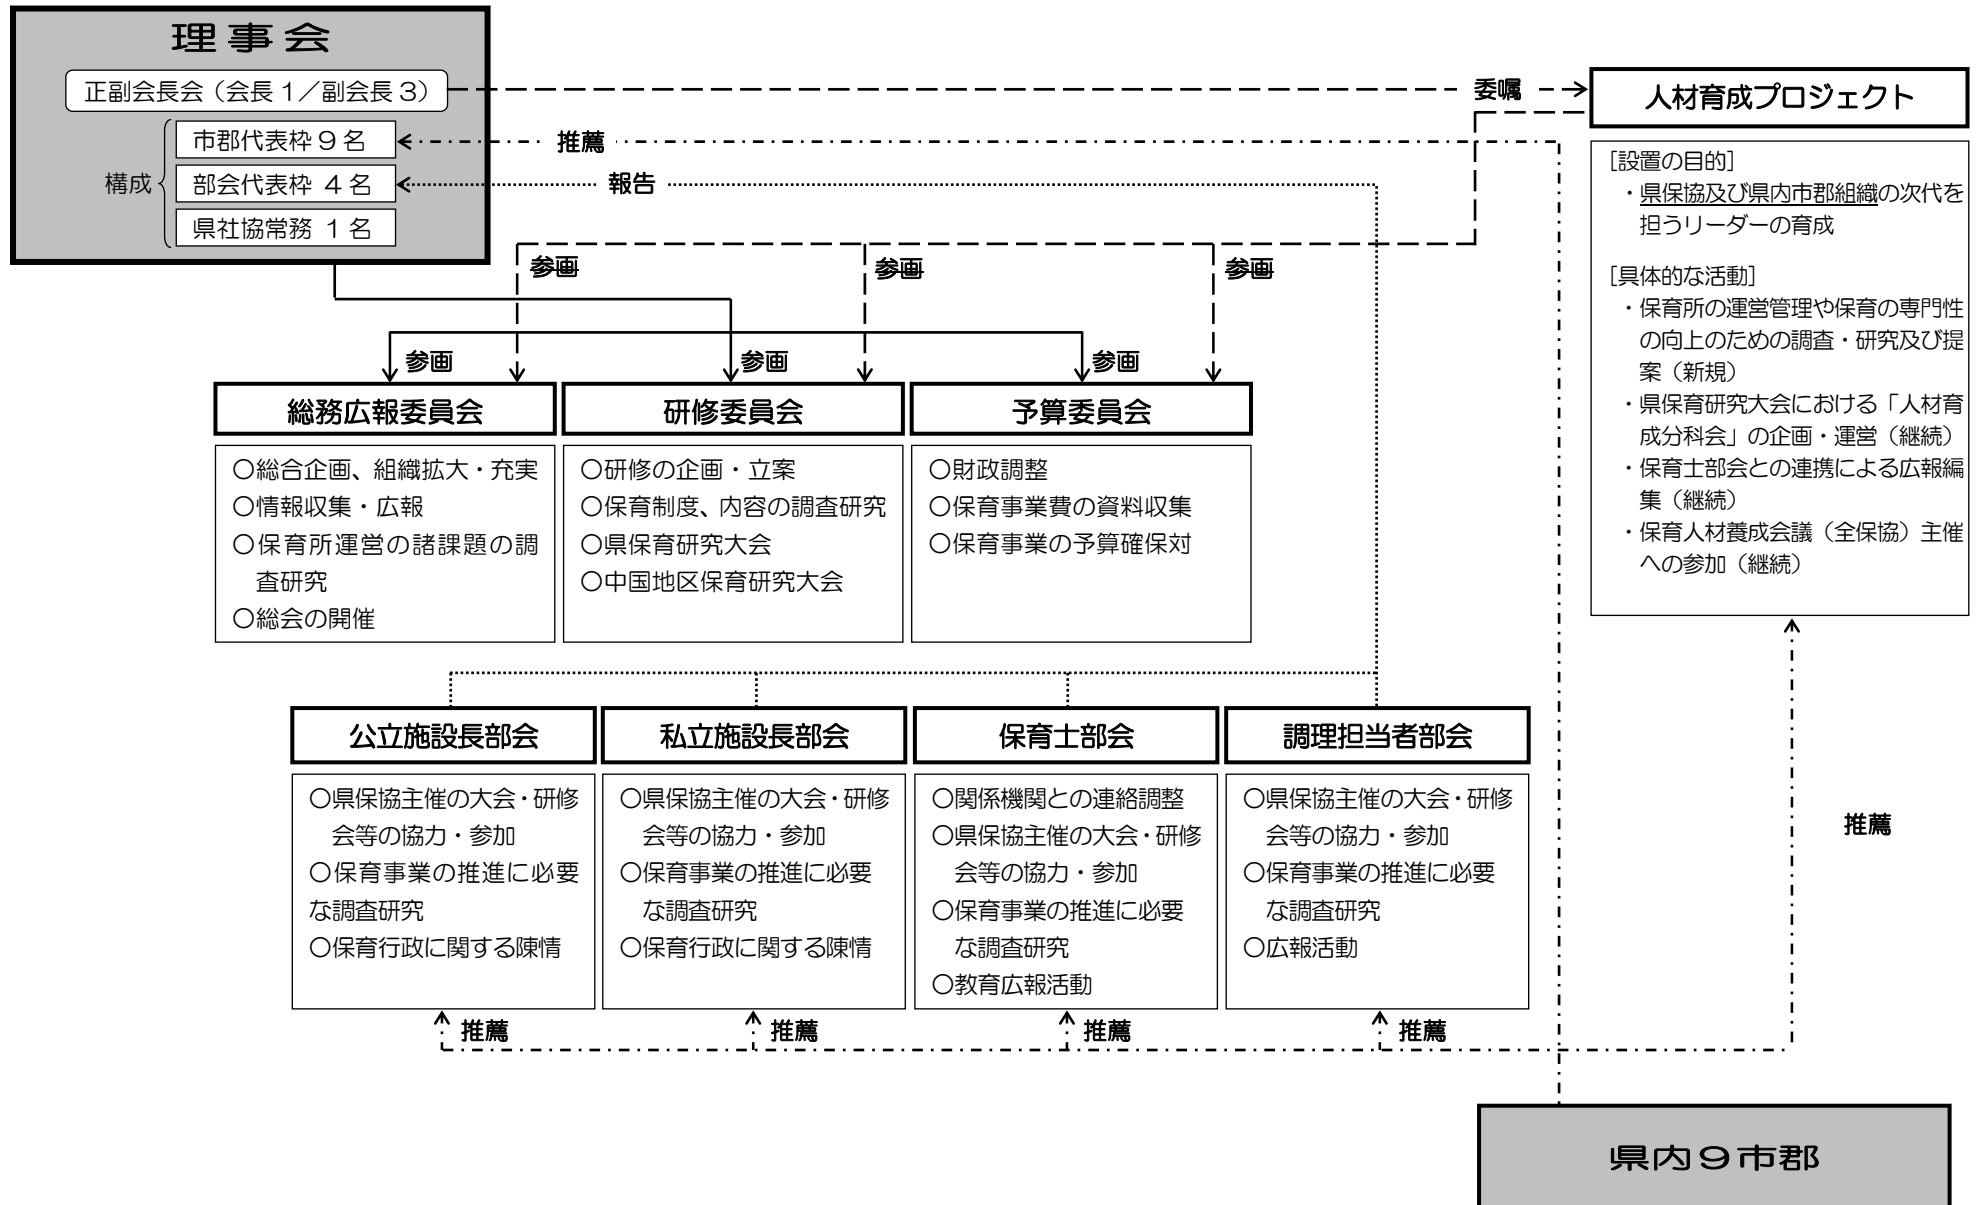 理事会
正副会長会（会長１／副会長３）
構成
市郡代表枠９名
部会代表枠 ４名
県社協常務 １名
委嘱
推薦
報告
人材育成プロジェクト
[設置の目的]
・県保協及び県内市郡組織の次代を
担うリーダーの育成
[具体的な活動]
・保育所の運営管理や保育の専門性
の向上のための調査・研究及び提
案（新規）
・県保育研究大会における「人材育
成分科会」の企画・運営（継続）
・保育士部会との連携による広報編
集（継続）
・保育人材養成会議（全保協）主催
への参加（継続）
参画
参画
参画
参画
参画
参画
総務広報委員会
○総合企画、組織拡大・充実
○情報収集・広報
○保育所運営の諸課題の調
査研究
○総会の開催
研修委員会
○研修の企画・立案
○保育制度、内容の調査研究
○県保育研究大会
○中国地区保育研究大会
予算委員会
○財政調整
○保育事業費の資料収集
○保育事業の予算確保対
公立施設長部会
○県保協主催の大会・研修
会等の協力・参加
○保育事業の推進に必要
な調査研究
○保育行政に関する陳情
私立施設長部会
○県保協主催の大会・研修
会等の協力・参加
○保育事業の推進に必要
な調査研究
○保育行政に関する陳情
保育士部会
○関係機関との連絡調整
○県保協主催の大会・研修
会等の協力・参加
○保育事業の推進に必要
な調査研究
○教育広報活動
調理担当者部会
○県保協主催の大会・研修
会等の協力・参加
○保育事業の推進に必要
な調査研究
○広報活動
推薦
推薦
推薦
推薦
推薦
県内９市郡